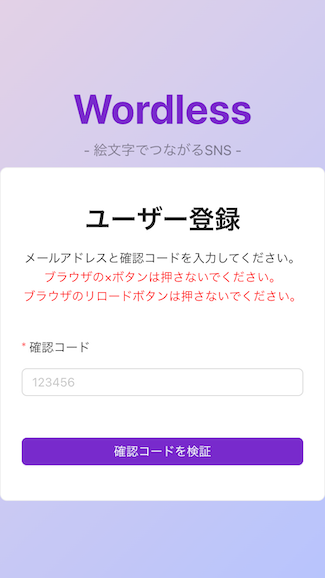 Wordless
- 絵文字でつながるSNS -
ユーザー登録
メールアドレスと確認コードを入力してください。
ブラウザの×ボタンは押さないでください。
ブラウザのリロードボタンは押さないでください。
* 確認コード
123456
確認コードを検証